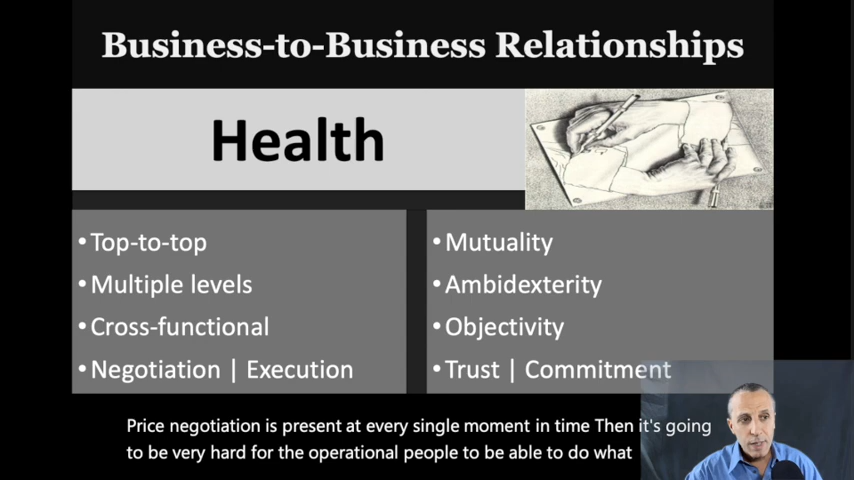 Business-to-Business Relationships
Health
•Top-to-top
•Multiple levels
•Cross-functional
•Negotiation | Execution
•Mutuality
•Ambidexterity
•Objectivity
•Trust | Commitment
Price negotiation is present at every single moment in time Then it's going
to be very hard for the operational people to be able to do what